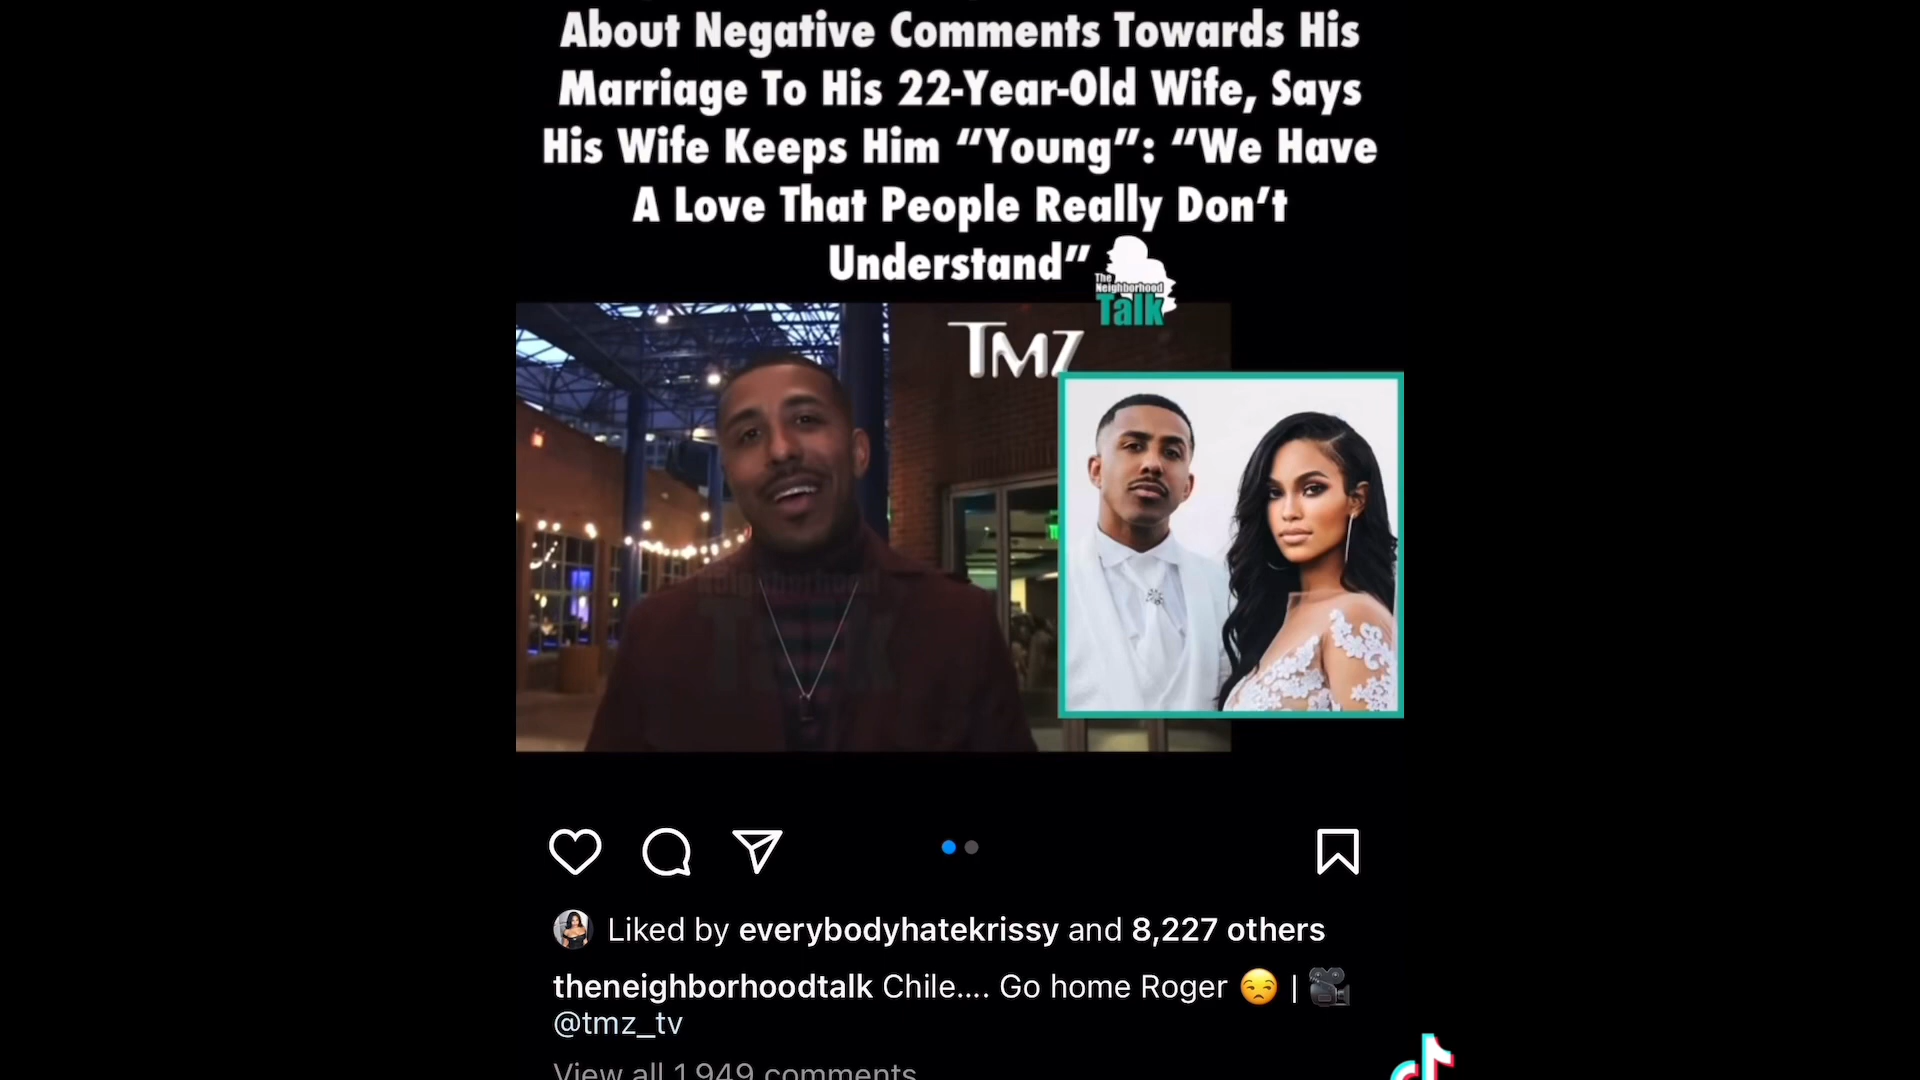 About Negative Comments Towards His
Marriage To His 22-Year-Old Wife, Says
His Wife Keeps Him “Young”: “We Have
A Love That People Really Don’t
Understand”
The
Neighborhood
Talk
TMZ
Neighborhood
Talk
Liked by everybodyhatekrissy and 8,227 others
theneighborhoodtalk Chile.... Go home Roger 😒 | 🎥
@tmz_tv
View all 1,949 comments